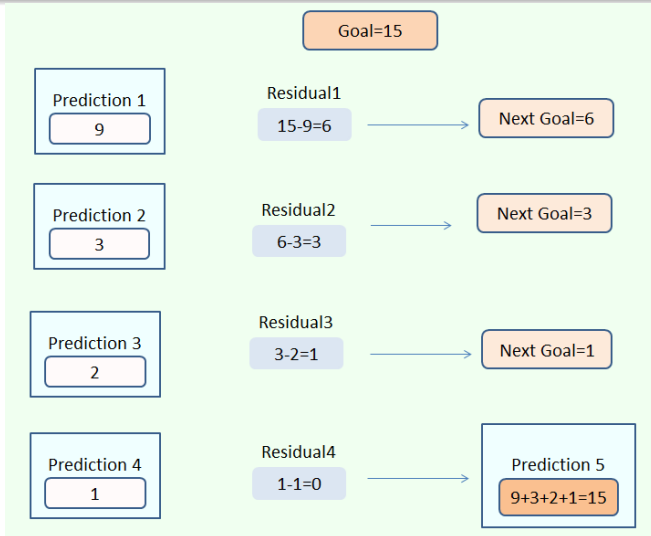 Goal=15
Prediction 1
9
Residual1
15-9=6
Next Goal=6
Prediction 2
3
Residual2
6-3=3
Next Goal=3
Prediction 3
2
Residual3
3-2=1
Next Goal=1
Prediction 4
1
Residual4
1-1=0
Prediction 5
9+3+2+1=15